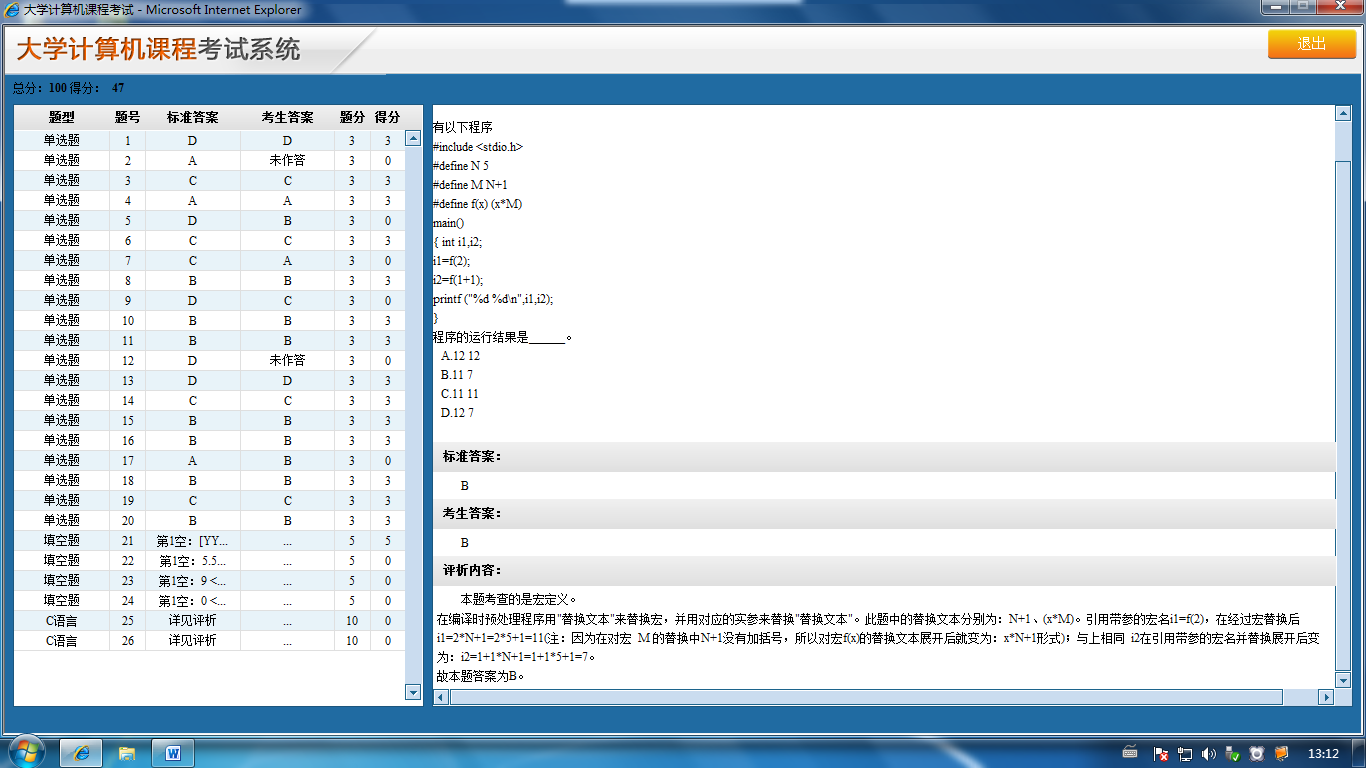 大学计算机课程考试 - Microsoft Internet Explorer
大学计算机课程考试系统
退出
总分：100 得分： 47
题型 题号 标准答案 考生答案 题分 得分
单选题 1 D D 3 3
单选题 2 A 未作答 3 0
单选题 3 C C 3 3
单选题 4 A A 3 3
单选题 5 D B 3 0
单选题 6 C C 3 3
单选题 7 C A 3 0
单选题 8 B B 3 3
单选题 9 D C 3 0
单选题 10 B B 3 3
单选题 11 B B 3 3
单选题 12 D 未作答 3 0
单选题 13 D D 3 3
单选题 14 C C 3 3
单选题 15 B B 3 3
单选题 16 B B 3 3
单选题 17 A B 3 0
单选题 18 B B 3 3
单选题 19 C C 3 3
单选题 20 B B 3 3
填空题 21 第1空：[YY... ... 5 5
填空题 22 第1空：5.5... ... 5 0
填空题 23 第1空：9 <... ... 5 0
填空题 24 第1空：0 <... ... 5 0
C语言 25 详见评析 ... 10 0
C语言 26 详见评析 ... 10 0
有以下程序
#include <stdio.h>
#define N 5
#define M N+1
#define f(x) (x*M)
main()
{ int i1,i2;
i1=f(2);
i2=f(1+1);
printf ("%d %d\n",i1,i2);
}
程序的运行结果是______。
A.12 12
B.11 7
C.11 11
D.12 7
标准答案：
B
考生答案：
B
评析内容：
本题考查的是宏定义。
在编译时预处理程序用"替换文本"来替换宏，并用对应的实参来替换"替换文本"。此题中的替换文本分别为：N+1、(x*M)。引用带参的宏名i1=f(2)，在经过宏替换后
i1=2*N+1=2*5+1=11(注：因为在对宏 M 的替换中N+1没有加括号，所以对宏f(x)的替换文本展开后就变为：x*N+1形式)；与上相同 i2在引用带参的宏名并替换展开后变
为：i2=1+1*N+1=1+1*5+1=7。
故本题答案为B。
13:12